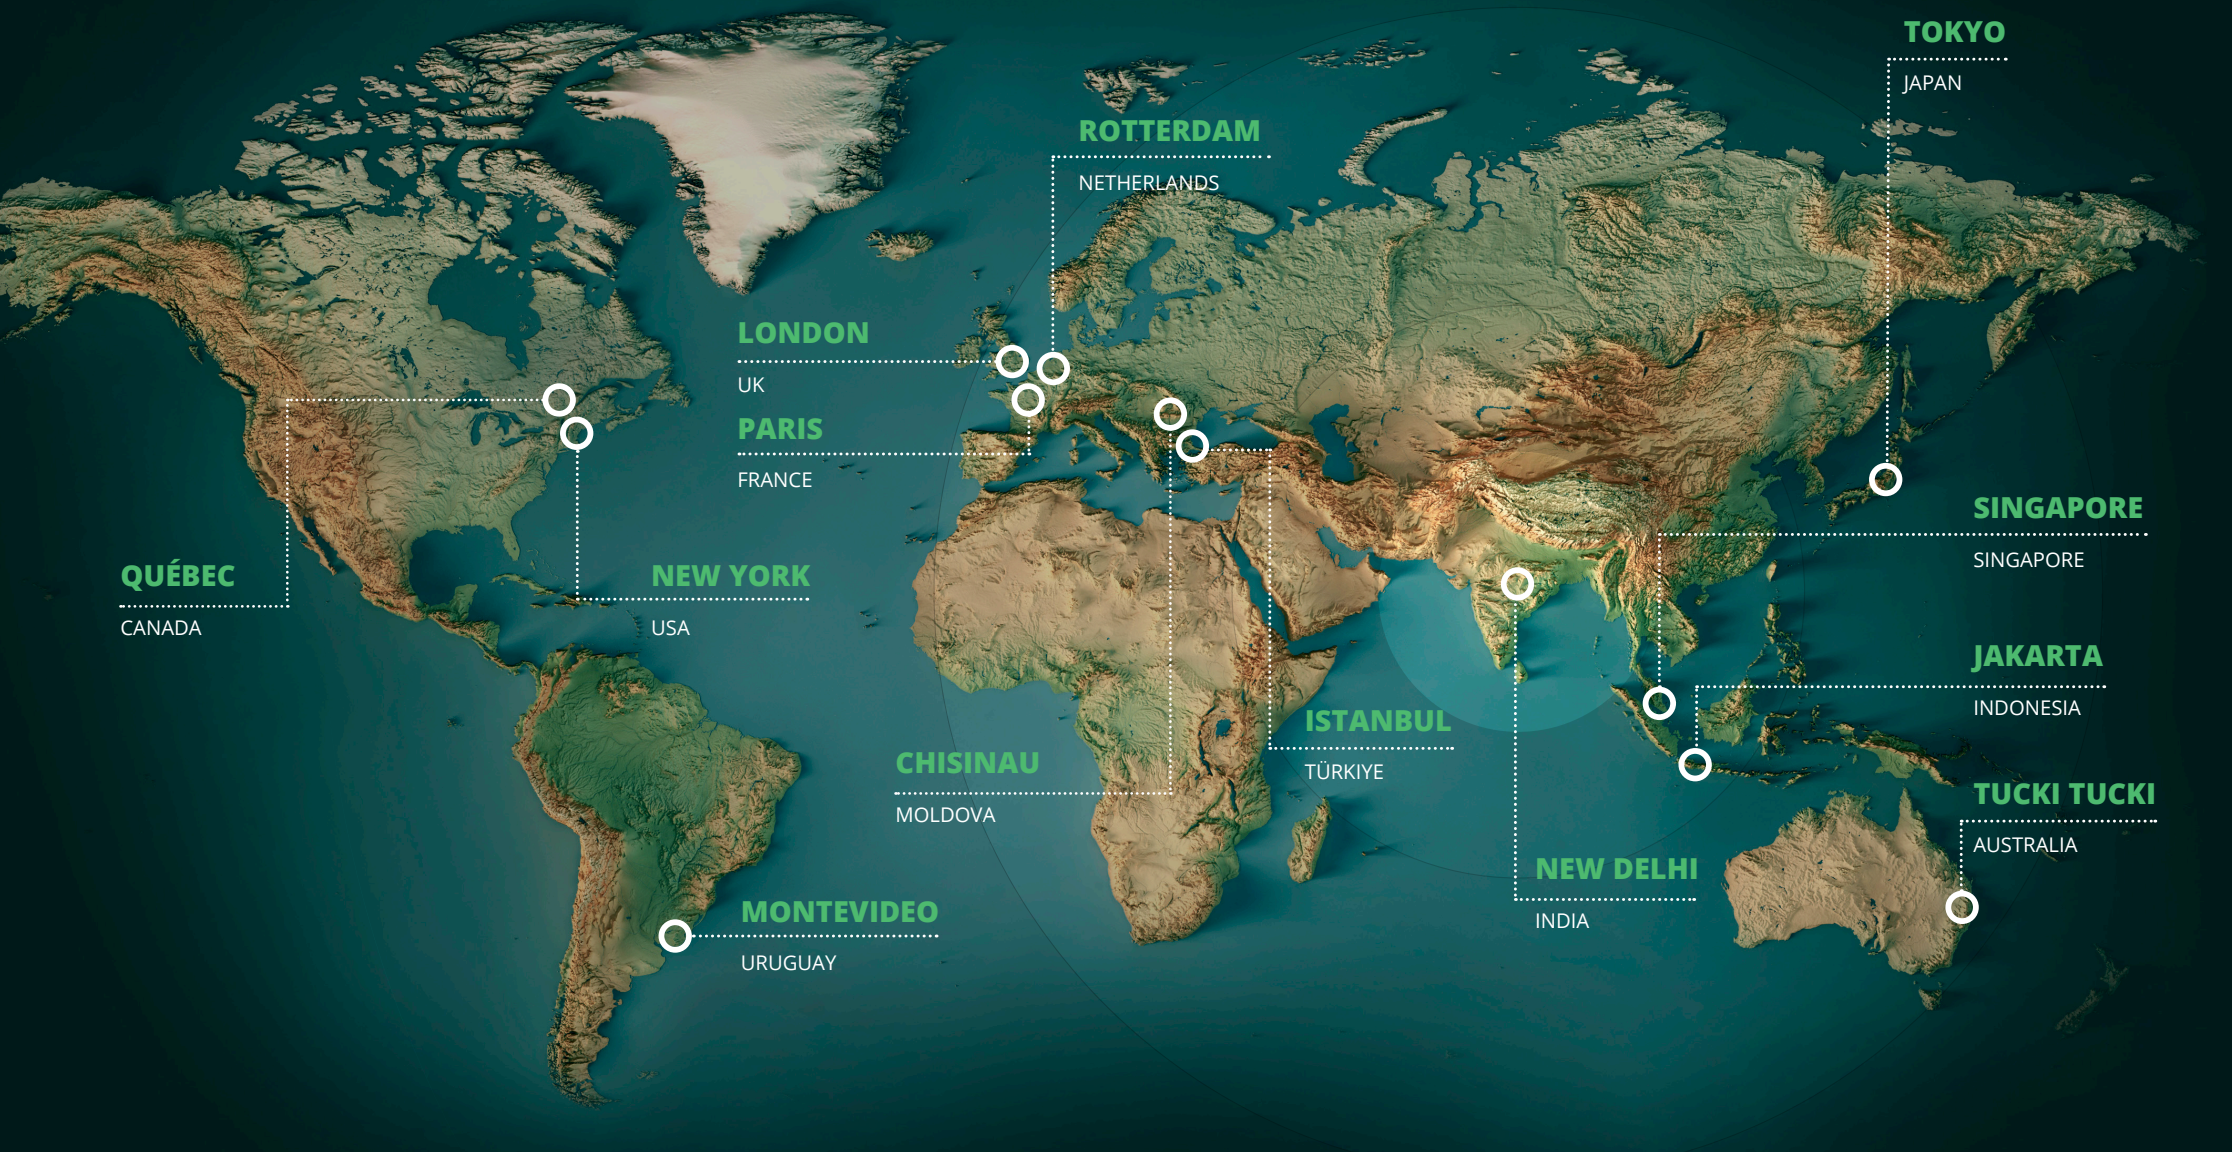 TOKYO
JAPAN
ROTTERDAM
NETHERLANDS
LONDON
UK
PARIS
FRANCE
SINGAPORE
SINGAPORE
QUÉBEC
CANADA
NEW YORK
USA
JAKARTA
INDONESIA
ISTANBUL
TÜRKIYE
CHISINAU
MOLDOVA
TUCKI TUCKI
AUSTRALIA
NEW DELHI
INDIA
MONTEVIDEO
URUGUAY